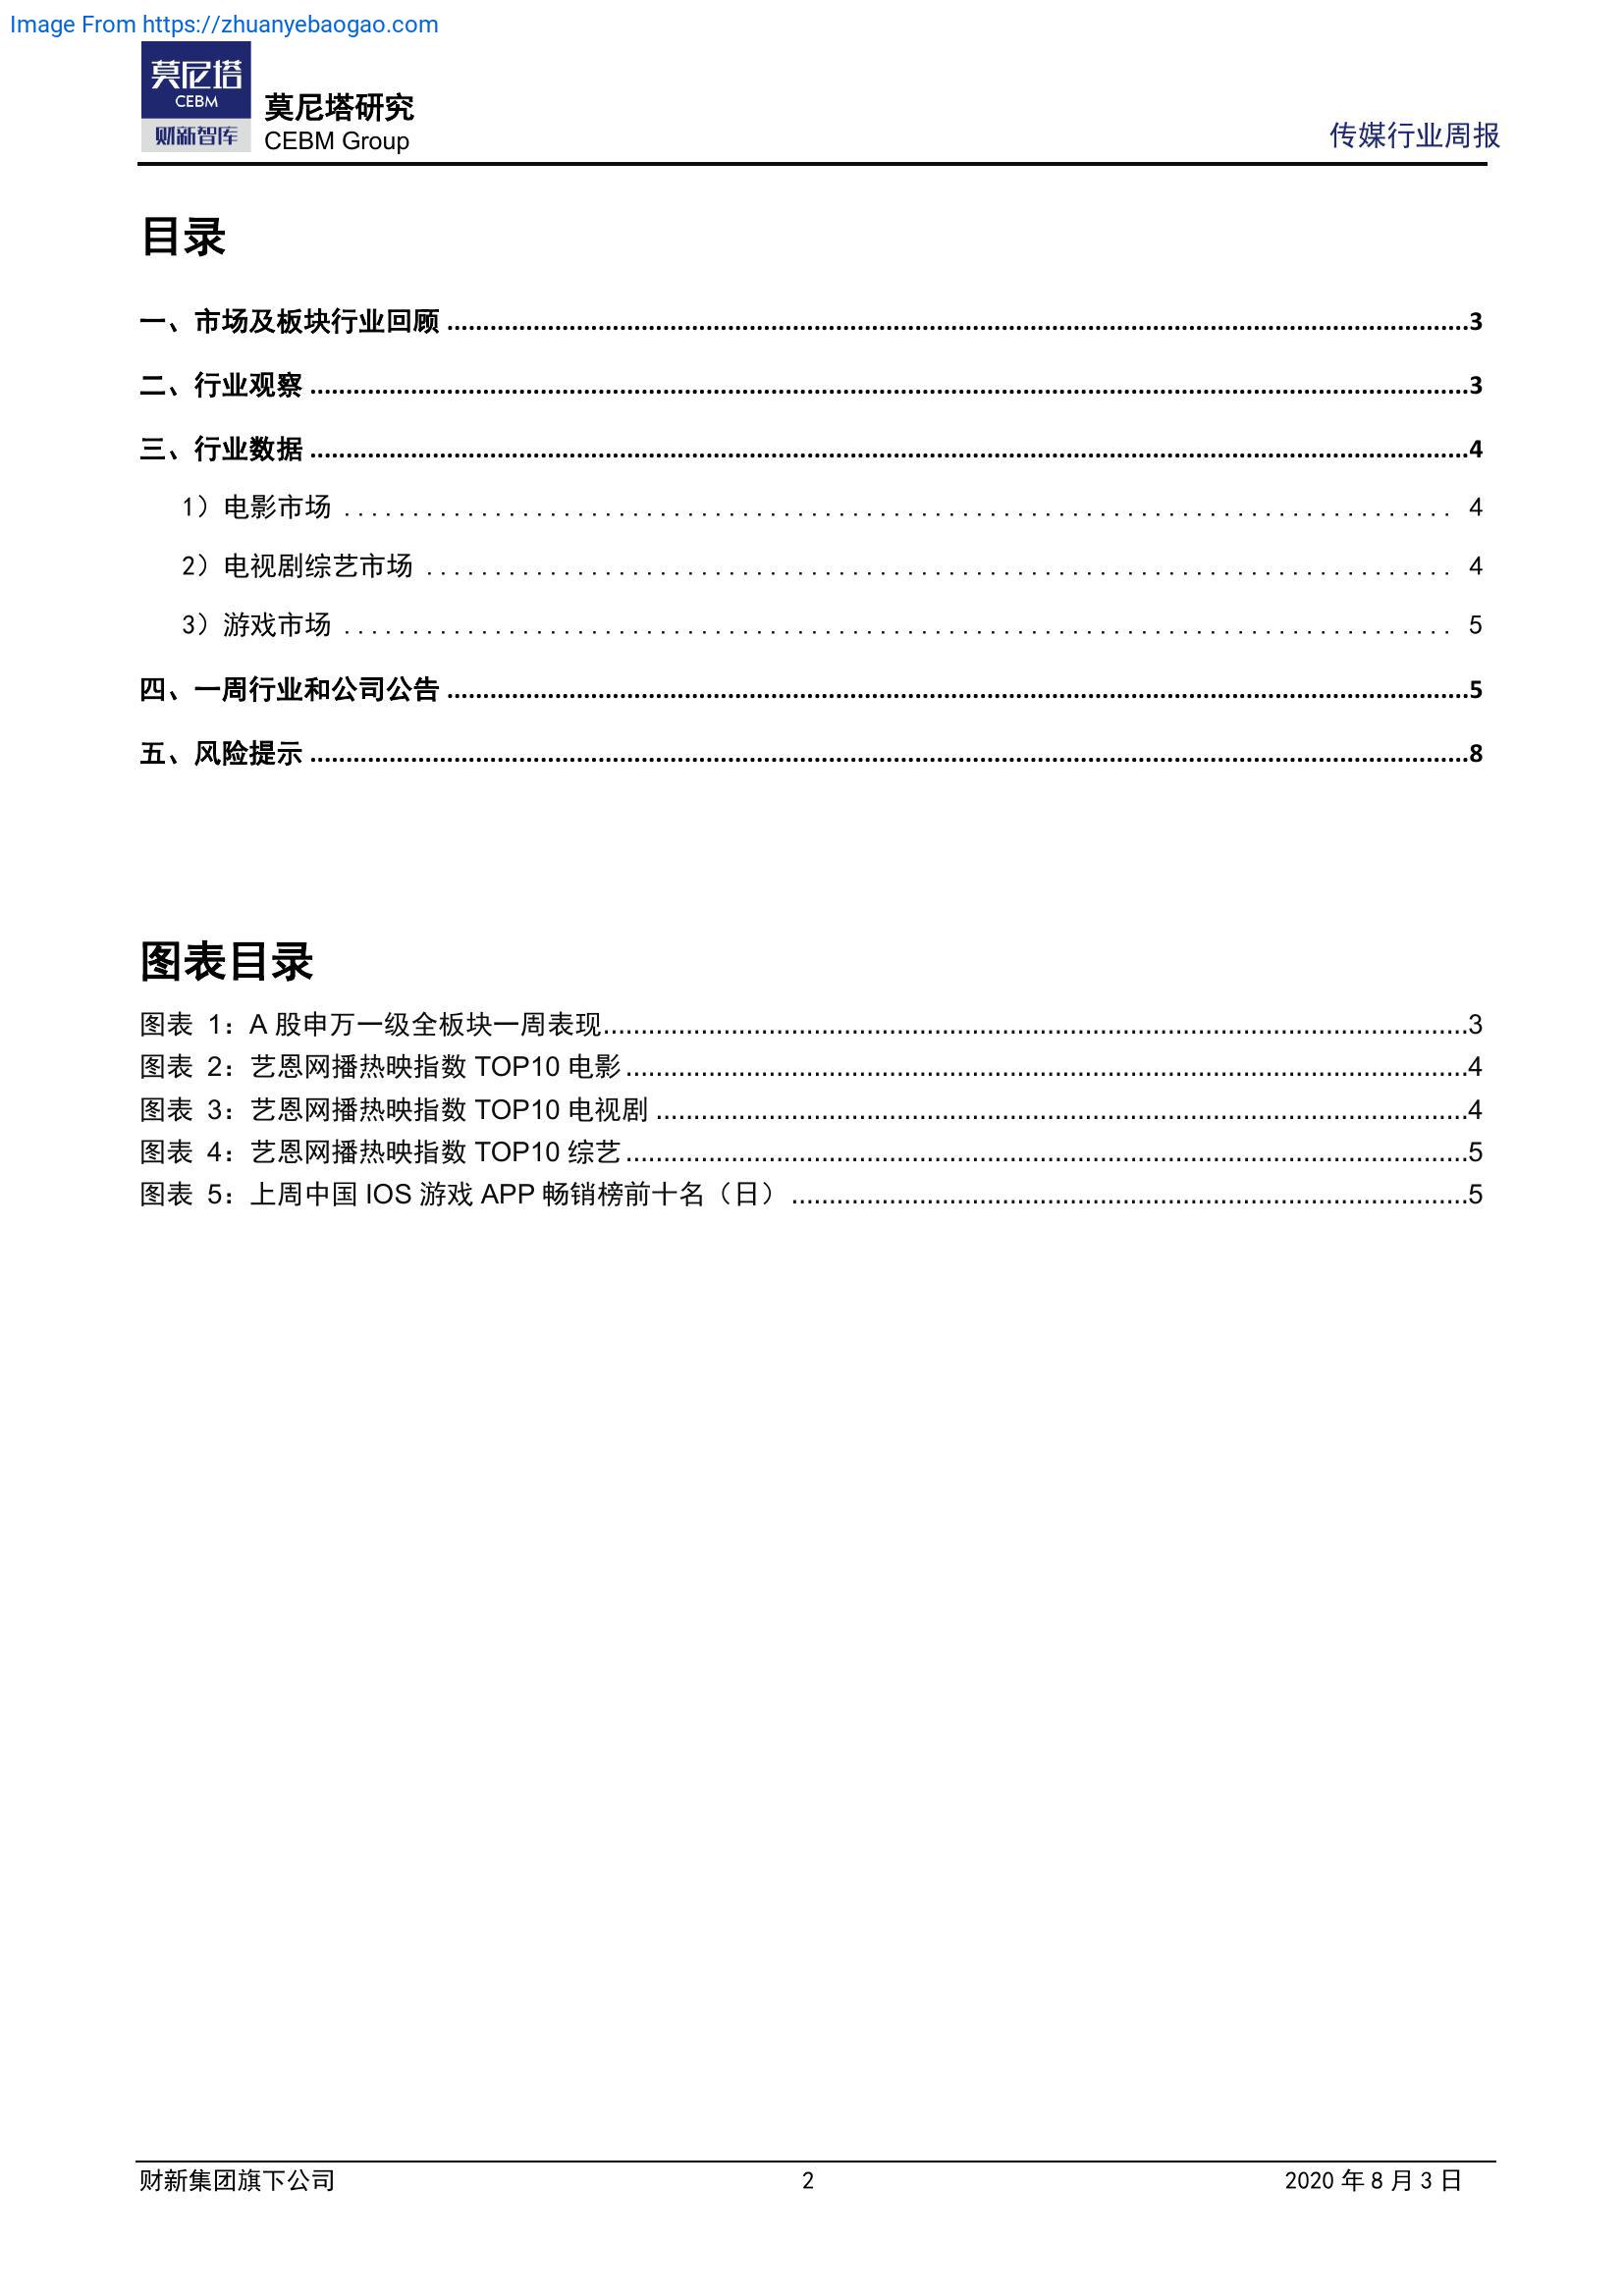 Image From https://zhuanyebaogao.com
莫尼塔
CEBM
财新智库
莫尼塔研究
CEBM Group
传媒行业周报
目录
一、市场及板块行业回顾 3
二、行业观察 3
三、行业数据 4
1）电影市场 4
2）电视剧综艺市场 4
3）游戏市场 5
四、一周行业和公司公告 5
五、风险提示 8
图表目录
图表 1：A 股申万一级全板块一周表现 3
图表 2：艺恩网播热映指数 TOP10 电影 4
图表 3：艺恩网播热映指数 TOP10 电视剧 4
图表 4：艺恩网播热映指数 TOP10 综艺 5
图表 5：上周中国 IOS 游戏 APP 畅销榜前十名（日） 5
财新集团旗下公司 2 2020 年 8 月 3 日